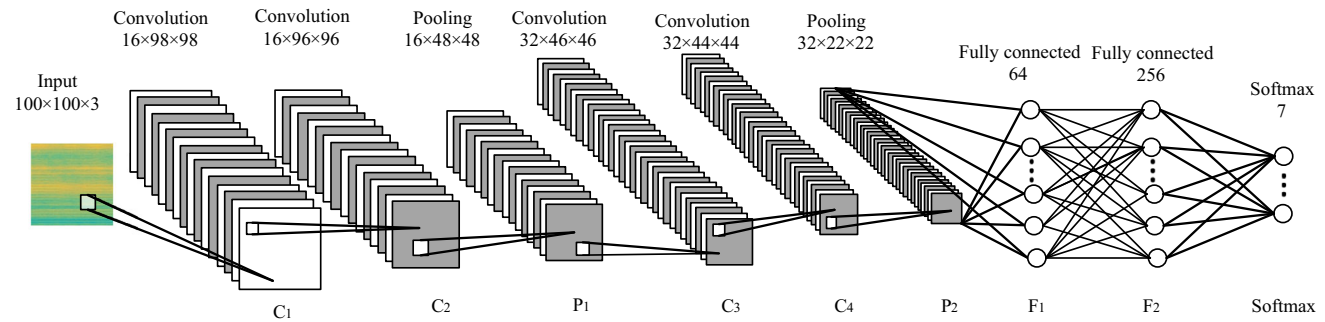 Convolution
16×98×98
Convolution
16×96×96
Pooling
16×48×48
Convolution
32×46×46
Convolution
32×44×44
Pooling
32×22×22
Fully connected
64
Fully connected
256
Softmax
7
Input
100×100×3
C1
C2
P1
C3
C4
P2
F1
F2
Softmax